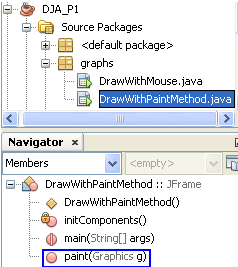 DJA_P1
Source Packages
<default package>
graphs
DrawWithMouse.java
DrawWithPaintMethod.java
Navigator
Members
<empty>
DrawWithPaintMethod :: JFrame
DrawWithPaintMethod()
initComponents()
main(String[] args)
paint(Graphics g)